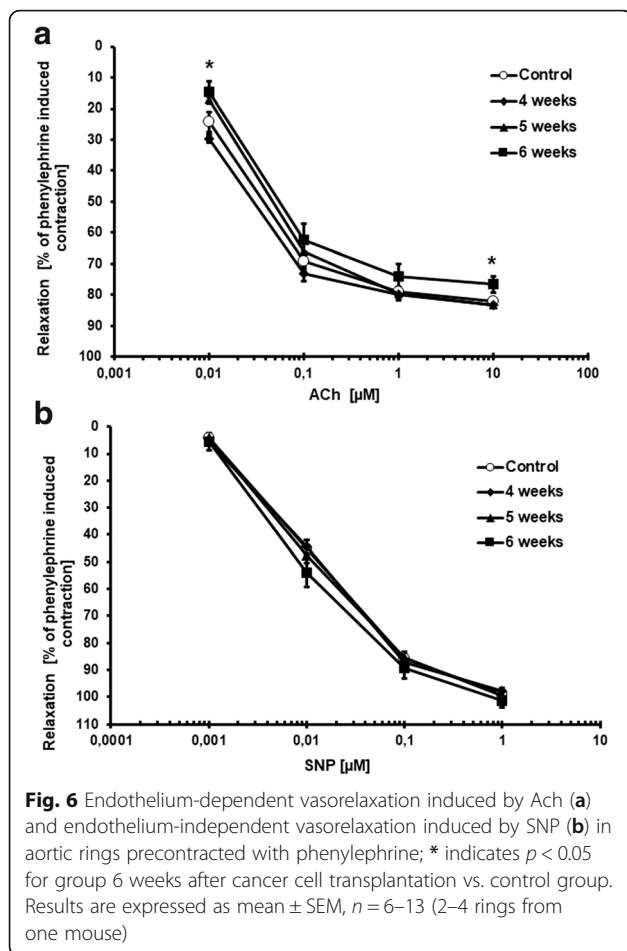 a
0
10
20
30
40
50
60
70
80
90
100
Relaxation [% of phenylephrine induced
contraction]
*
*
Control
4 weeks
5 weeks
6 weeks
0,001
0,01
0,1
1
10
100
ACh [µM]
b
0
10
20
30
40
50
60
70
80
90
100
110
Relaxation [% of phenylephrine induced
contraction]
Control
4 weeks
5 weeks
6 weeks
0,0001
0,001
0,01
0,1
1
10
SNP [µM]
Fig. 6 Endothelium-dependent vasorelaxation induced by Ach (a)
and endothelium-independent vasorelaxation induced by SNP (b) in
aortic rings precontracted with phenylephrine; * indicates p < 0.05
for group 6 weeks after cancer cell transplantation vs. control group.
Results are expressed as mean ± SEM, n = 6–13 (2–4 rings from
one mouse)